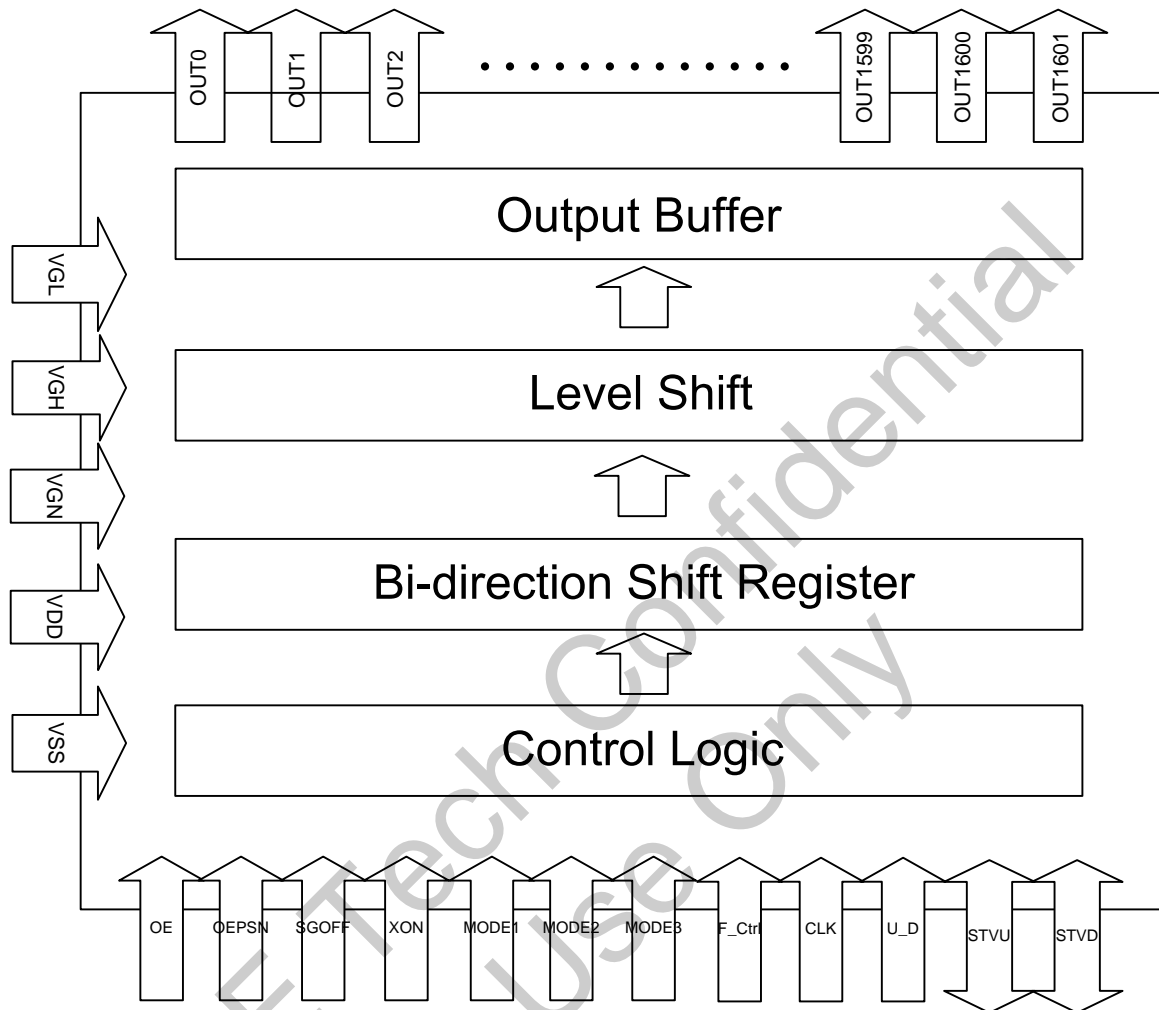 OUT0 OUT1 OUT2 ............. OUT1599 OUT1600 OUT1601
Output Buffer
VGL
Level Shift
VGH
VGN
Bi-direction Shift Register
VDD
Control Logic
VSS
OE OEPSN SGOFF XON MODE1 MODE2 MODE3 F_Ctrl CLK U_D STVU STVD
Tech Confidential
Use Only